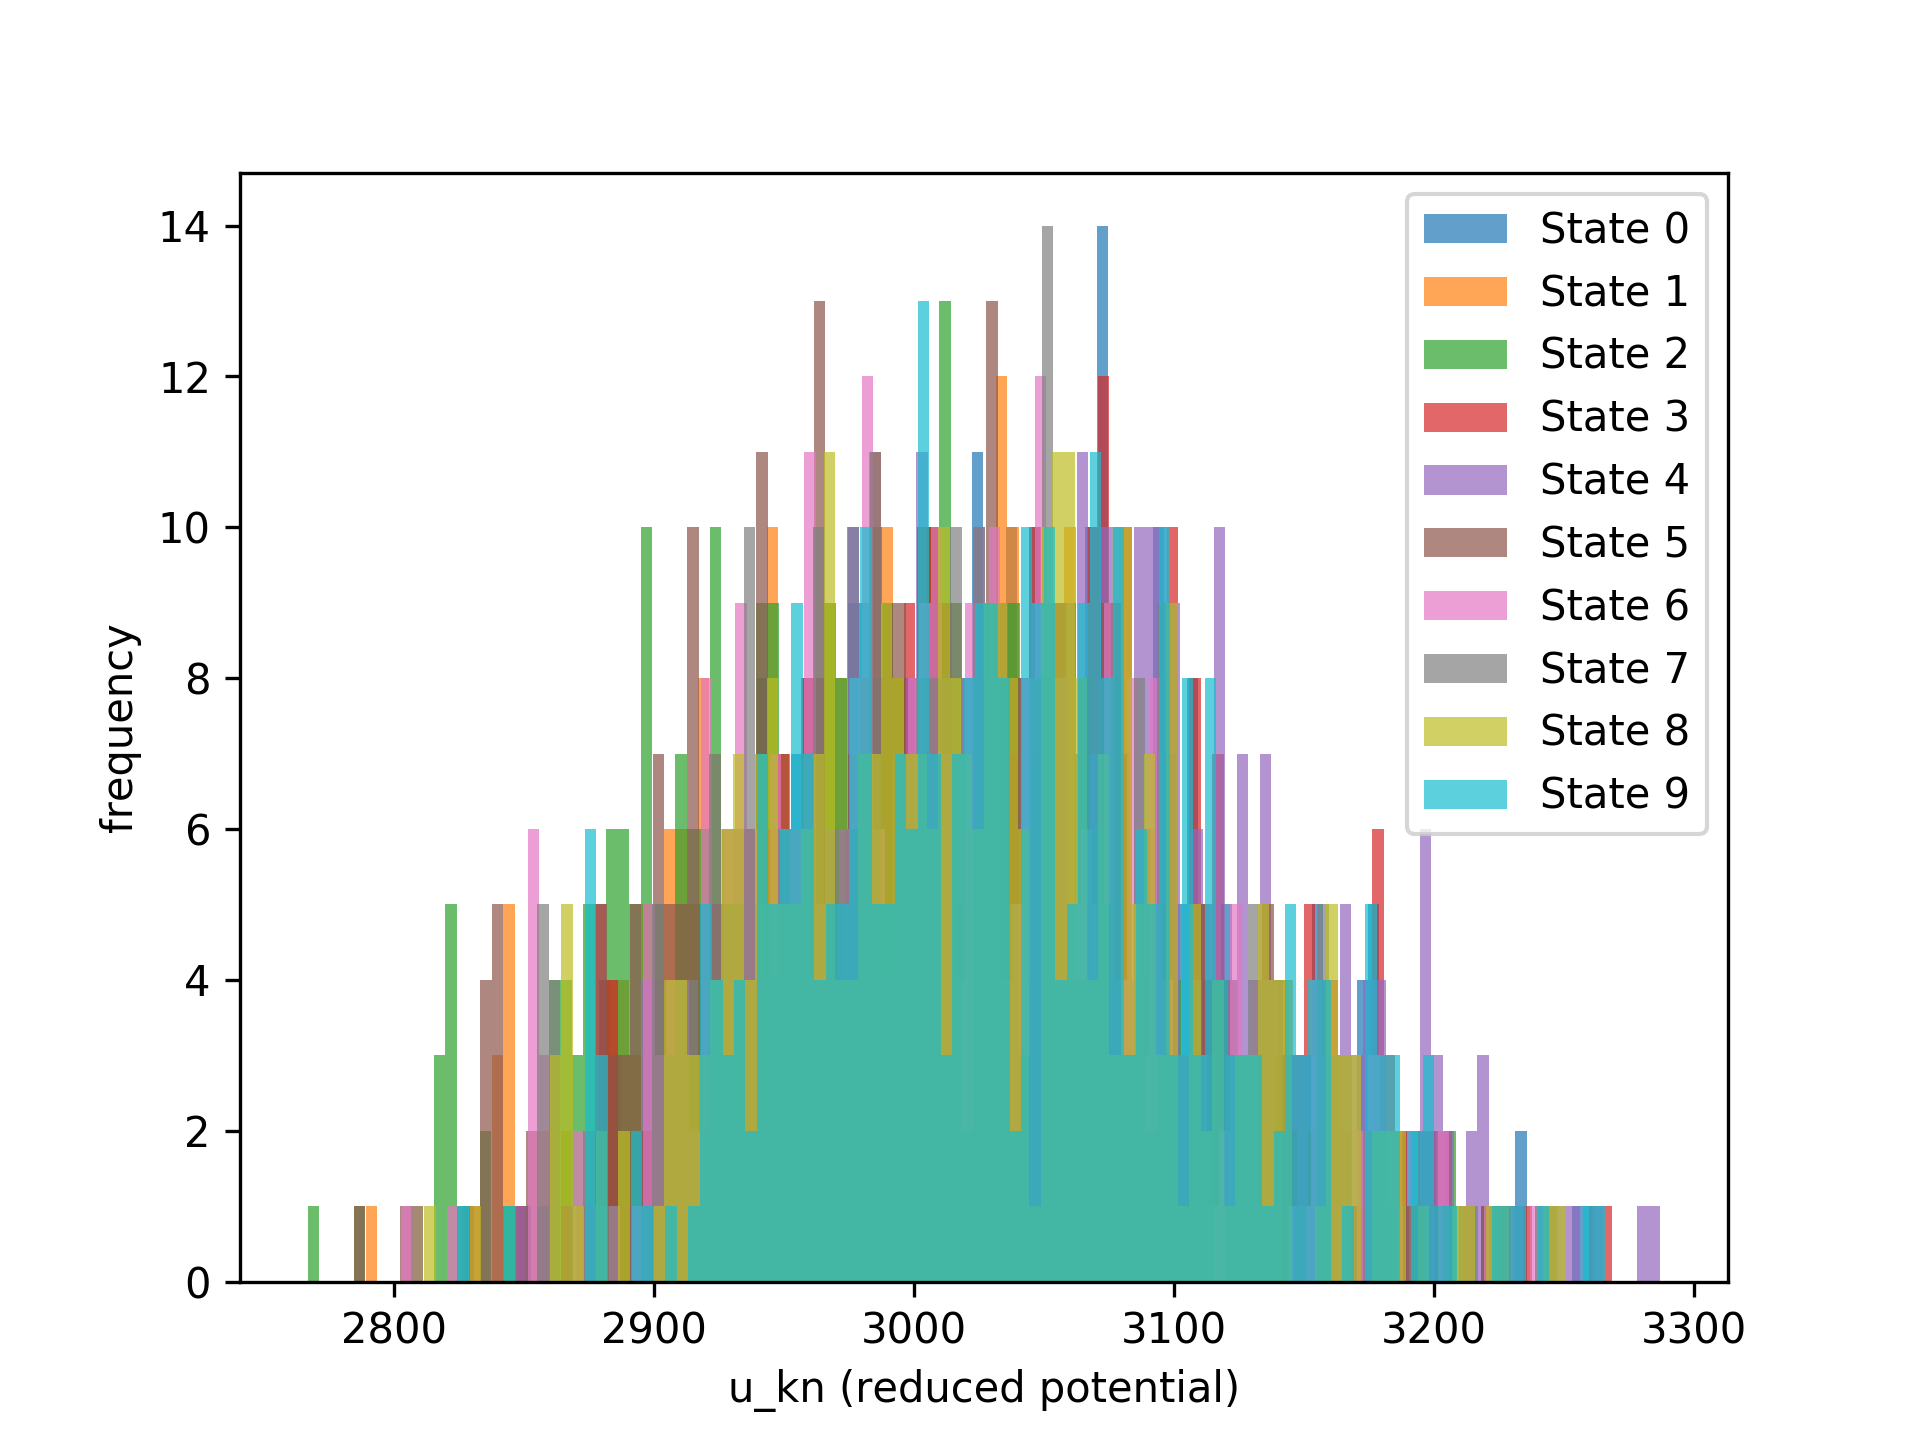 14
12
10
8
6
4
2
0
frequency
2800 2900 3000 3100 3200 3300
u_kn (reduced potential)
State 0
State 1
State 2
State 3
State 4
State 5
State 6
State 7
State 8
State 9